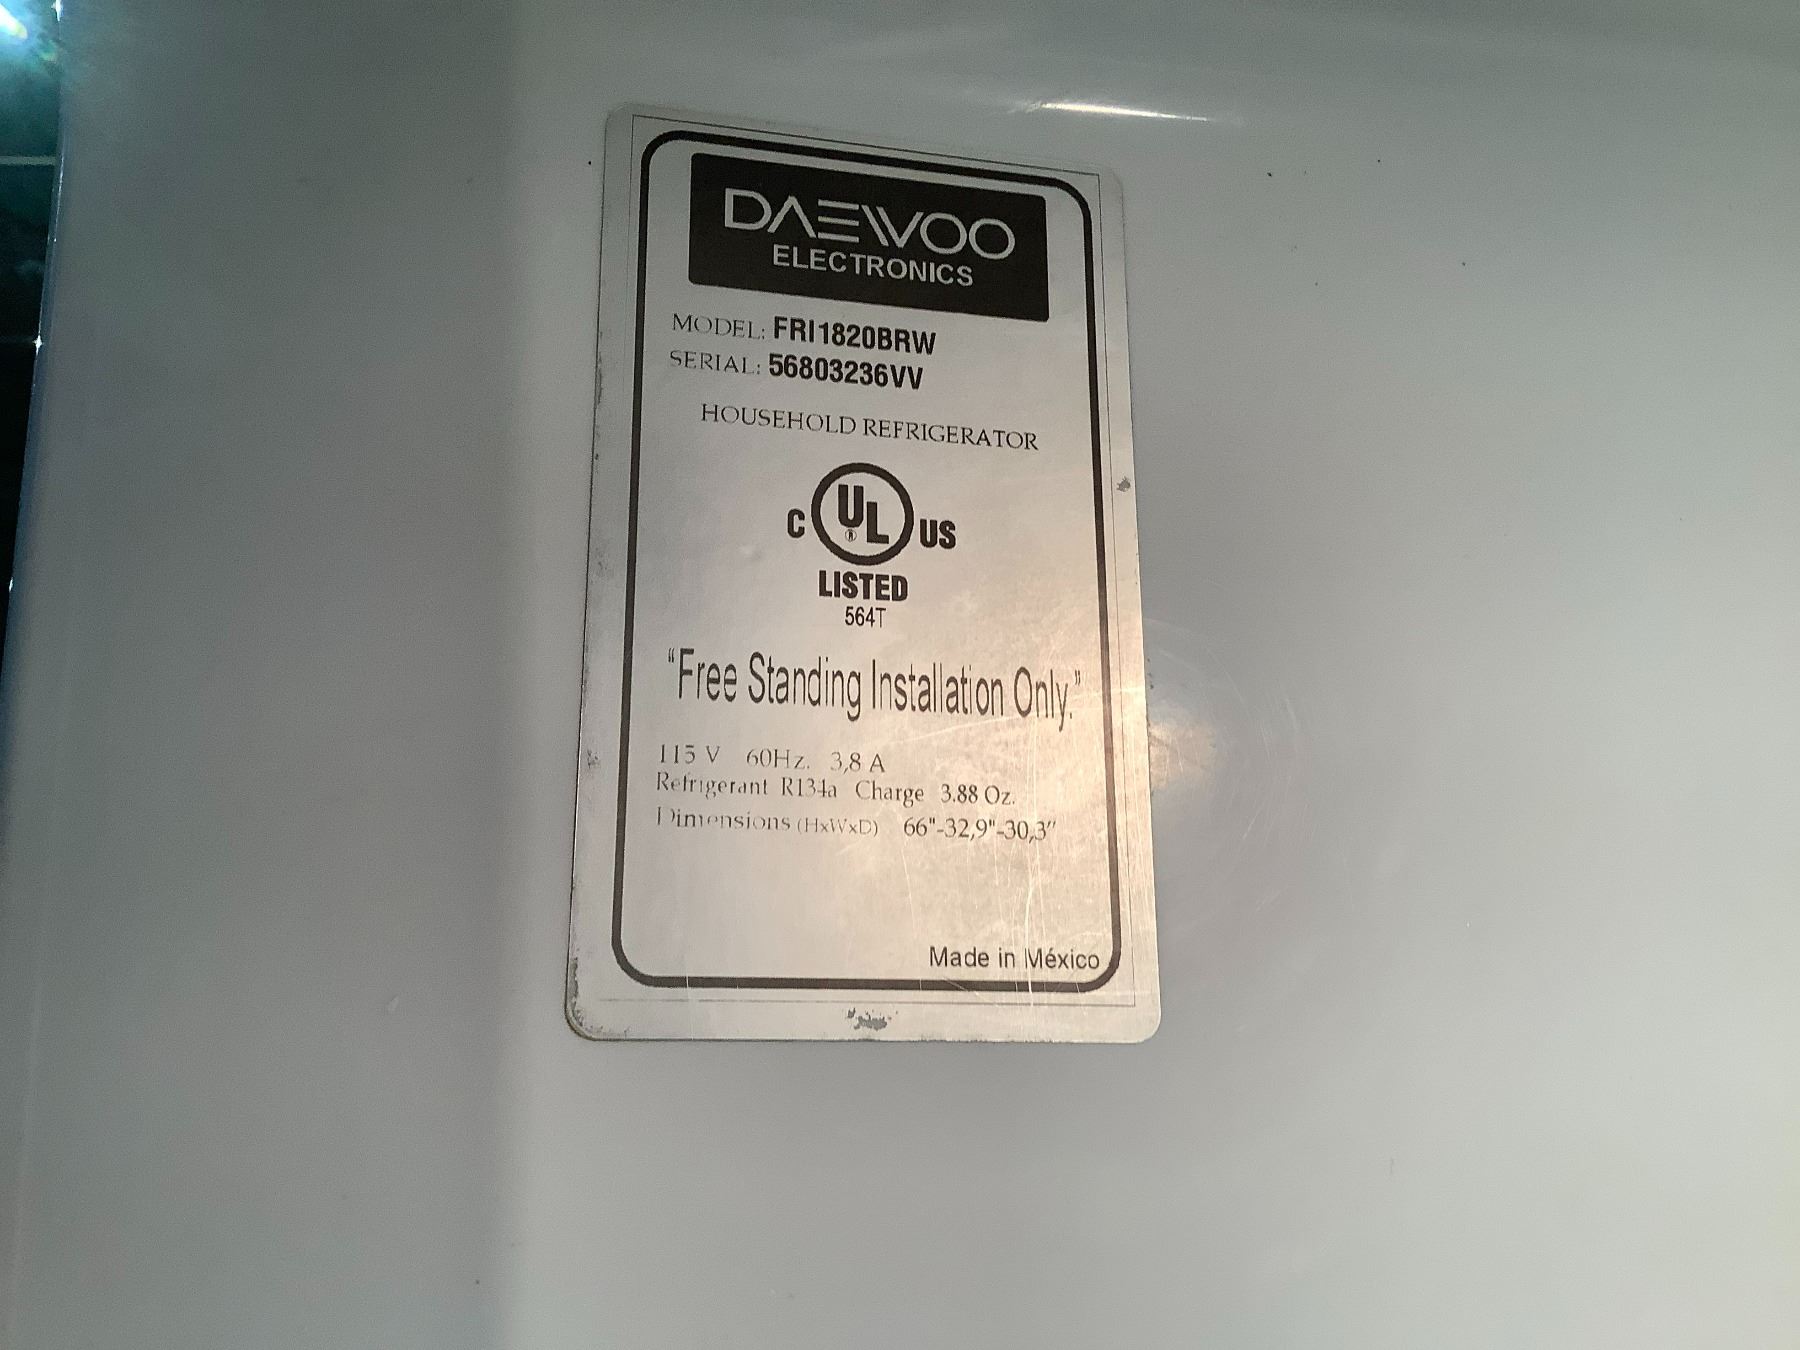 DAEWOO
ELECTRONICS
MODEL: FRI1820BRW
SERIAL: 56803236VV
HOUSEHOLD REFRIGERATOR
C UL® US
LISTED
564T
"Free Standing Installation Only."
115 V 60Hz. 3,8 A
Refrigerant R134a Charge 3.88 Oz.
Dimensions (HxWxD) 66"-32,9"-30,3"
Made in México